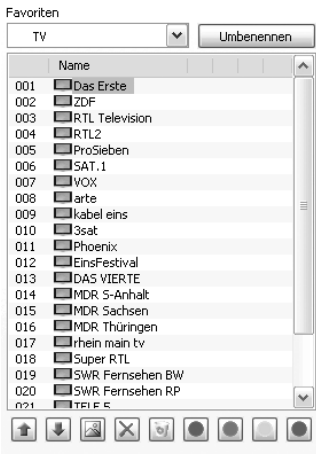 Favoriten
TV Umbenennen
Name
001 Das Erste
002 ZDF
003 RTL Television
004 RTL2
005 ProSieben
006 SAT.1
007 VOX
008 arte
009 kabel eins
010 3sat
011 Phoenix
012 EinsFestival
013 DAS VIERTE
014 MDR S-Anhalt
015 MDR Sachsen
016 MDR Thüringen
017 rhein main tv
018 Super RTL
019 SWR Fernsehen BW
020 SWR Fernsehen RP
021 TELE 5